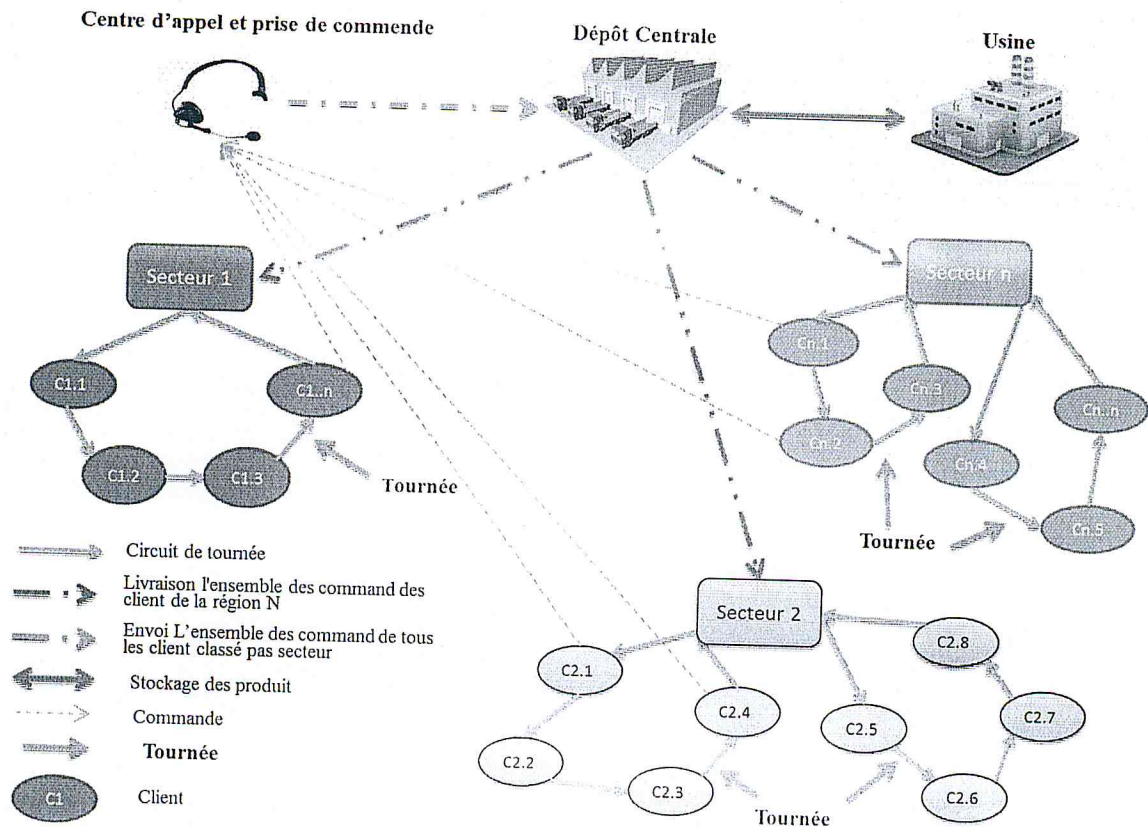 Centre d'appel et prise de commende
Dépôt Centrale
Usine
Secteur 1
C1.1
C1..n
C1.2
C1.3
Tournée
Secteur n
Cn.1
Cn.3
Cn.2
Cn..n
Cn.4
Cn.5
Tournée
Circuit de tournée
Livraison l'ensemble des command des
client de la région N
Envoi L'ensemble des command de tous
les client classé pas secteur
Stockage des produit
Commande
Tournée
C1
Client
Secteur 2
C2.1
C2.8
C2.4
C2.5
C2.7
C2.2
C2.3
C2.6
Tournée